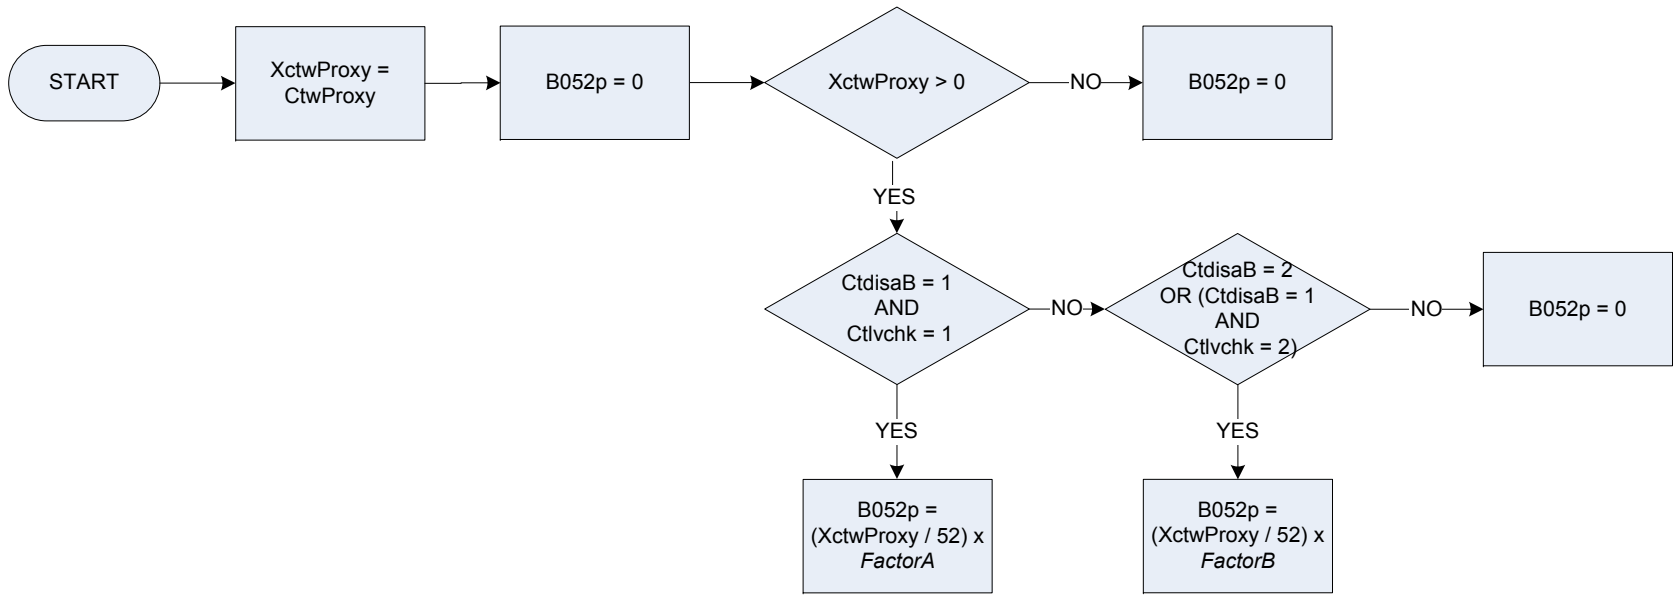 START
XctwProxy =
CtwProxy
B052p = 0
XctwProxy > 0
NO
B052p = 0
YES
CtdisaB = 1
AND
Ctlvchk = 1
NO
CtdisaB = 2
OR (CtdisaB = 1
AND
Ctlvchk = 2)
NO
B052p = 0
YES
YES
B052p =
(XctwProxy / 52) x
FactorA
B052p =
(XctwProxy / 52) x
FactorB